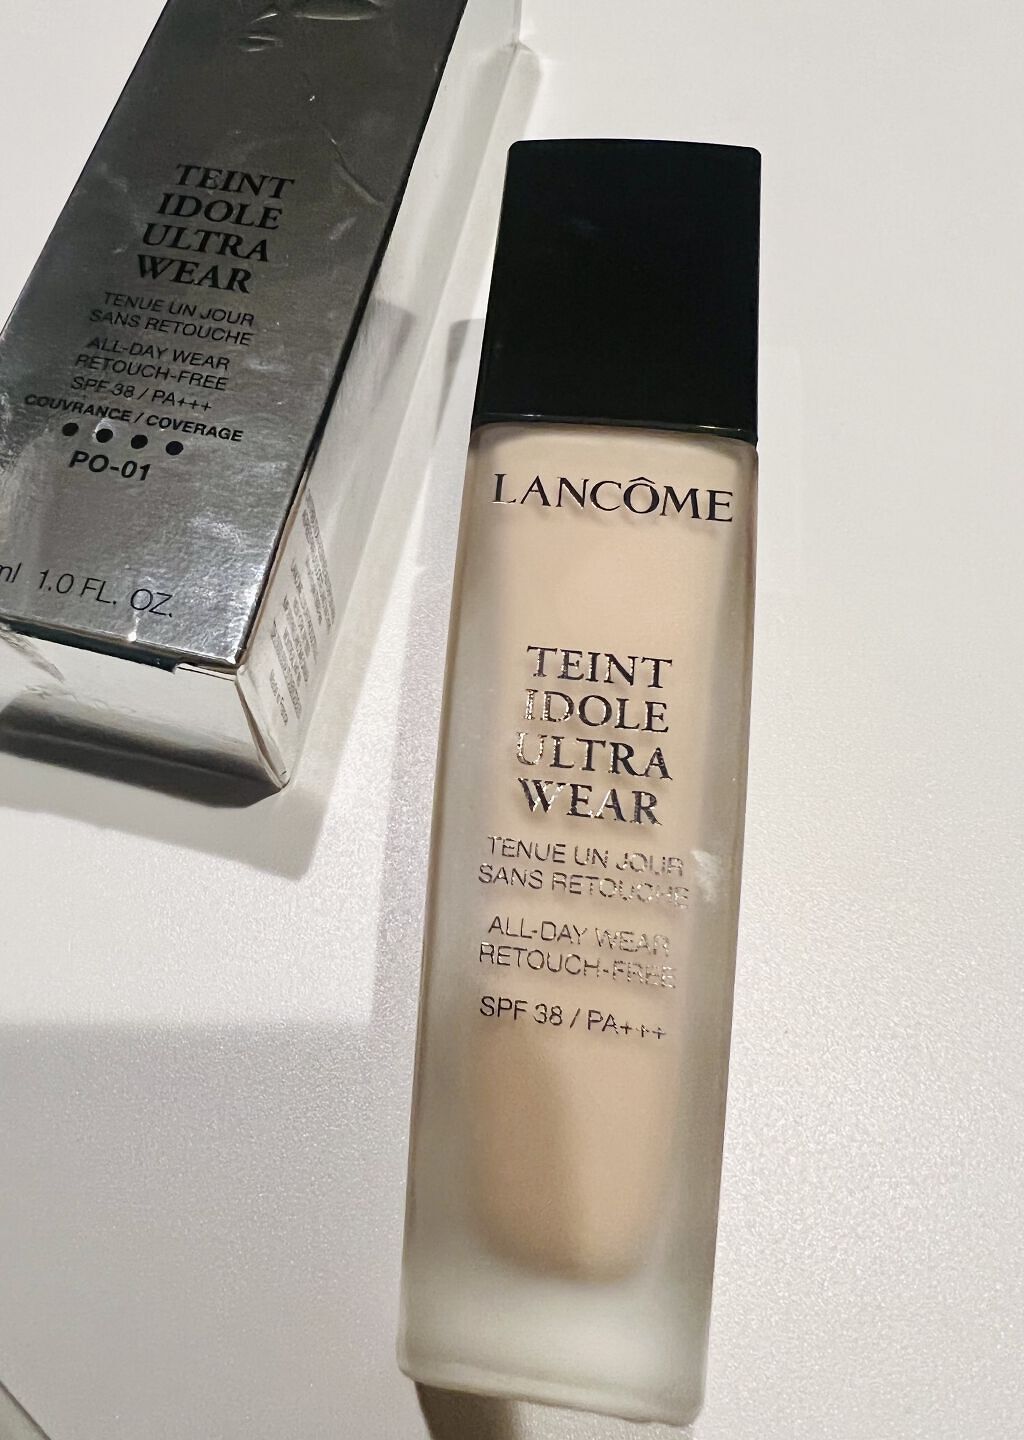 TEINT
IDOLE
ULTRA
WEAR
TENUE UN JOUR
SANS RETOUCHE
ALL-DAY WEAR
RETOUCH-FREE
SPF 38 / PA+++
COUVRANCE / COVERAGE
PO-01
ml 1.0 FL. OZ.
LANCÔME
TEINT
IDOLE
ULTRA
WEAR
TENUE UN JOUR
SANS RETOUCHE
ALL-DAY WEAR
RETOUCH-FREE
SPF 38 / PA+++